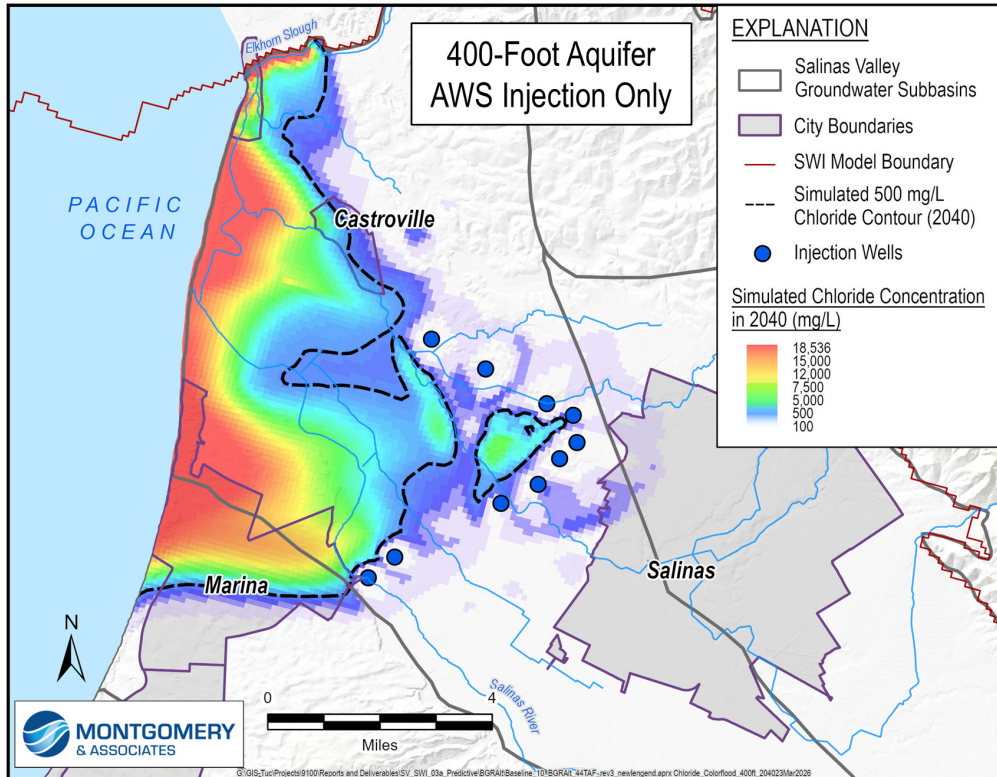 400-Foot Aquifer
AWS Injection Only
Elkhorn Slough
PACIFIC
OCEAN
Castroville
Marina
Salinas
Salinas
River
N
0 4
Miles
MONTGOMERY
& ASSOCIATES
EXPLANATION
Salinas Valley
Groundwater Subbasins
City Boundaries
SWI Model Boundary
Simulated 500 mg/L
Chloride Contour (2040)
Injection Wells
Simulated Chloride Concentration
in 2040 (mg/L)
18,536
15,000
12,000
7,500
5,000
500
100